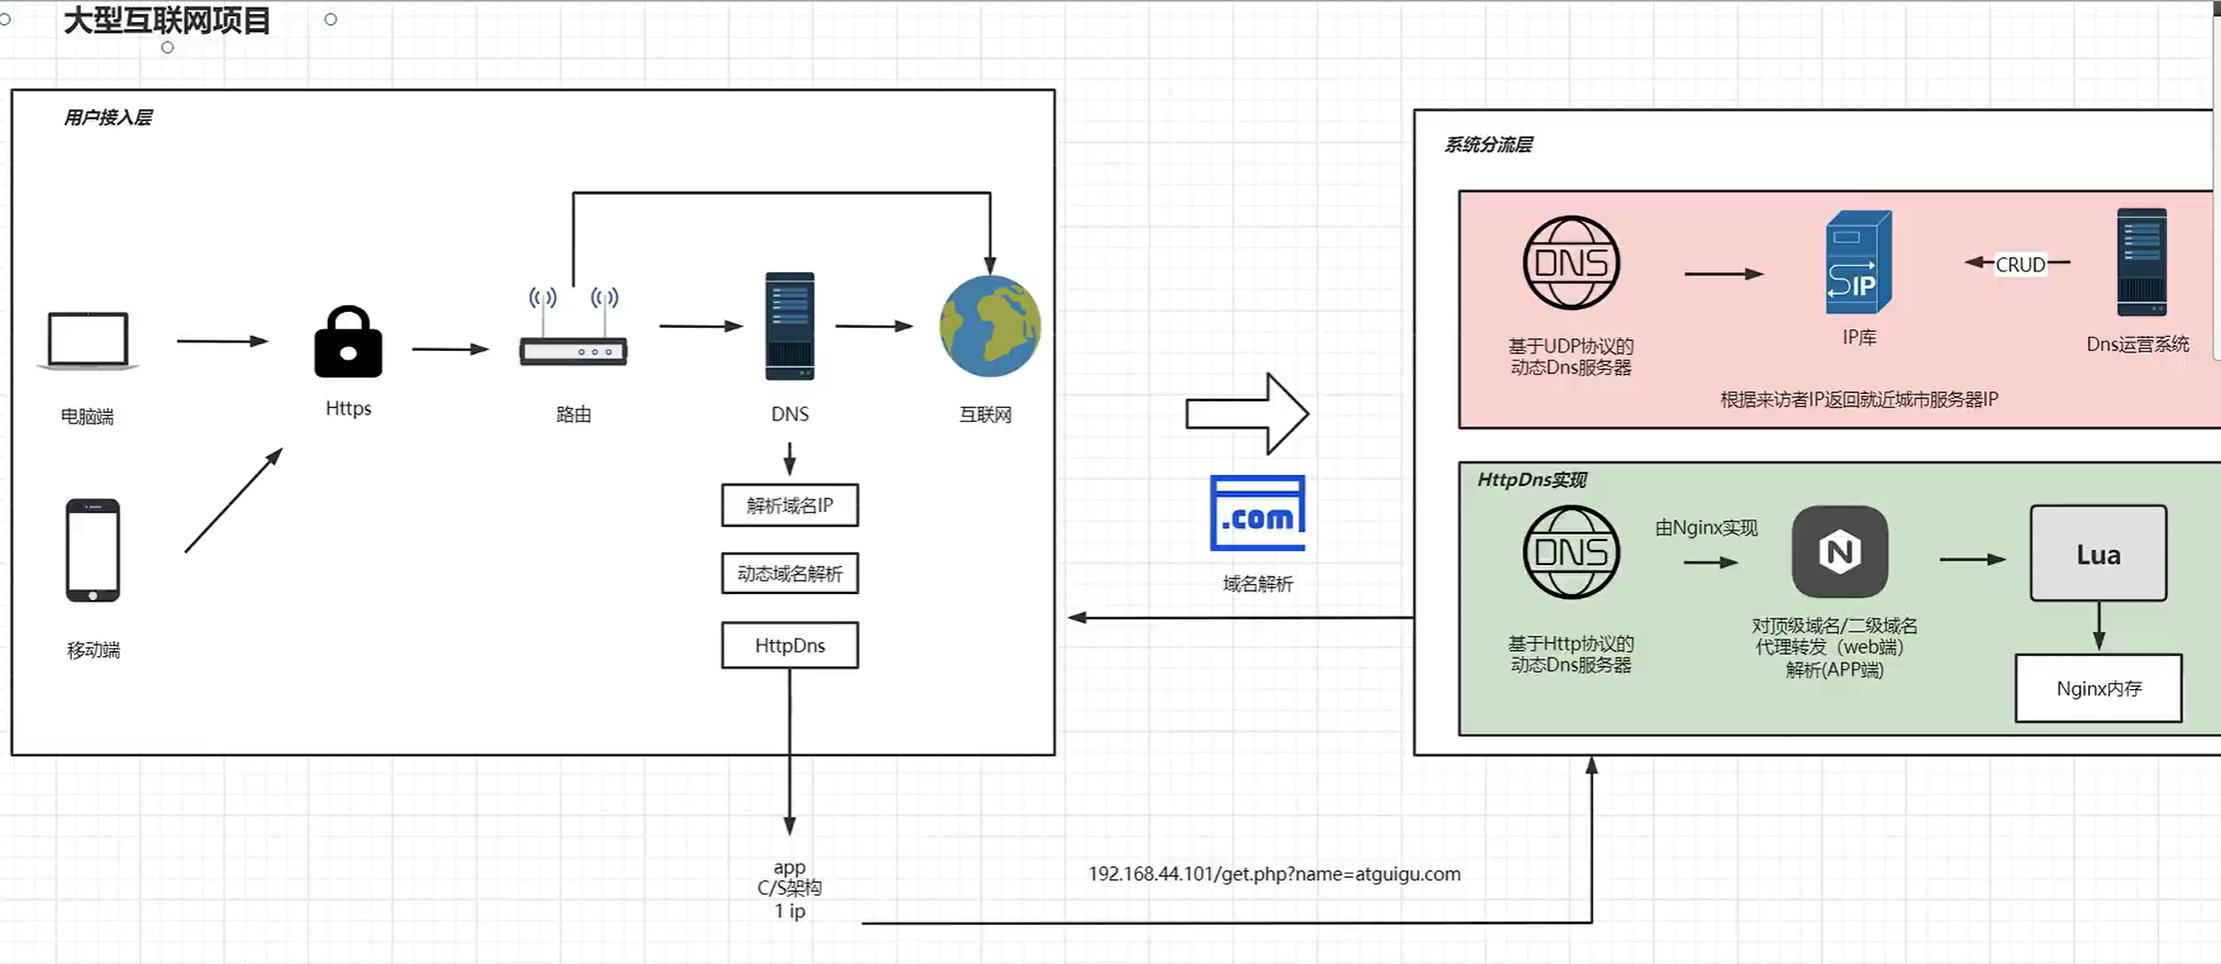 大型互联网项目
用户接入层
电脑端
Https
路由
DNS
互联网
移动端
解析域名IP
动态域名解析
HttpDns
app
C/S架构
1 ip
.com
域名解析
192.168.44.101/get.php?name=atguigu.com
系统分流层
DNS
IP
CRUD
基于UDP协议的
动态Dns服务器
IP库
Dns运营系统
根据来访者IP返回就近城市服务器IP
HttpDns实现
DNS
由Nginx实现
N
Lua
基于Http协议的
动态Dns服务器
对顶级域名/二级域名
代理转发（web端）
解析(APP端)
Nginx内存